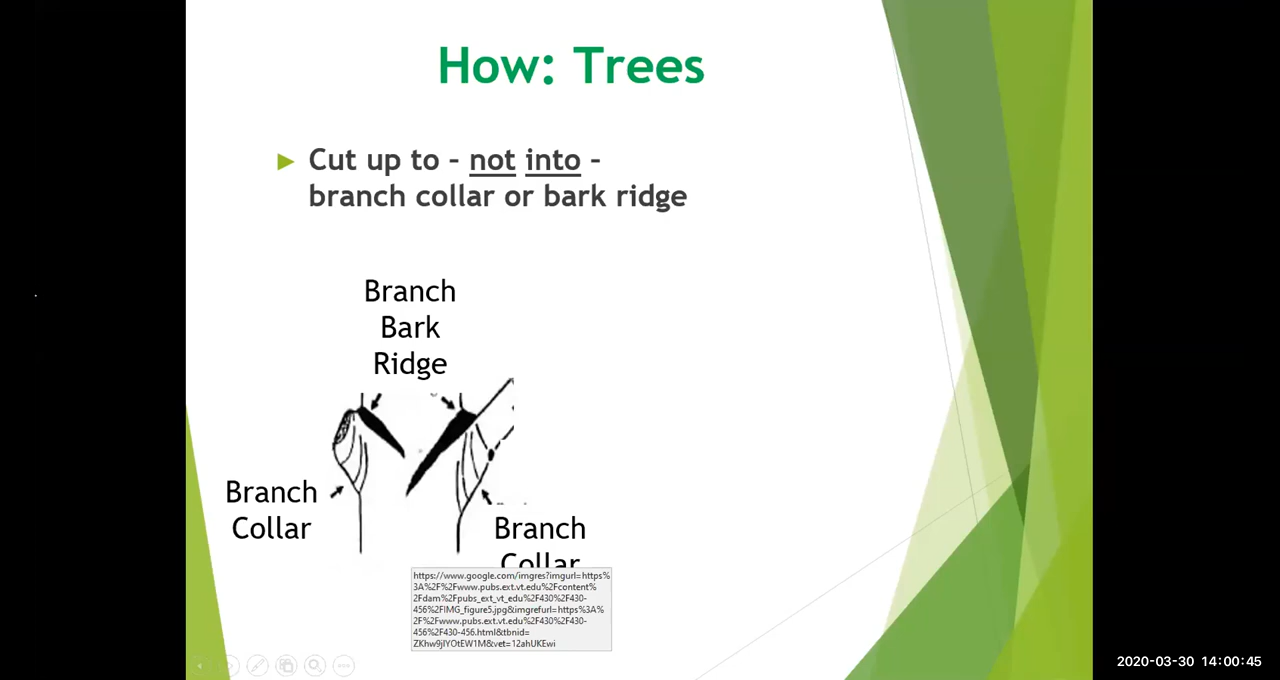 How: Trees
Cut up to – not into –
branch collar or bark ridge
Branch
Bark
Ridge
Branch
Collar
Branch
Collar
https://www.google.com/imgres?imgurl=https%
3A%2F%2Fwww.pubs.ext.vt.edu%2Fcontent%
2Fdam%2Fpubs_ext_vt_edu%2F430%2F430-
456%2FIMG_figure5.jpg&imgrefurl=https%3A%
2F%2Fwww.pubs.ext.vt.edu%2F430%2F430-
456%2F430-456.html&tbnid=
ZKhw9jIYOtEW1M&vet=12ahUKEwi
2020-03-30 14:00:45